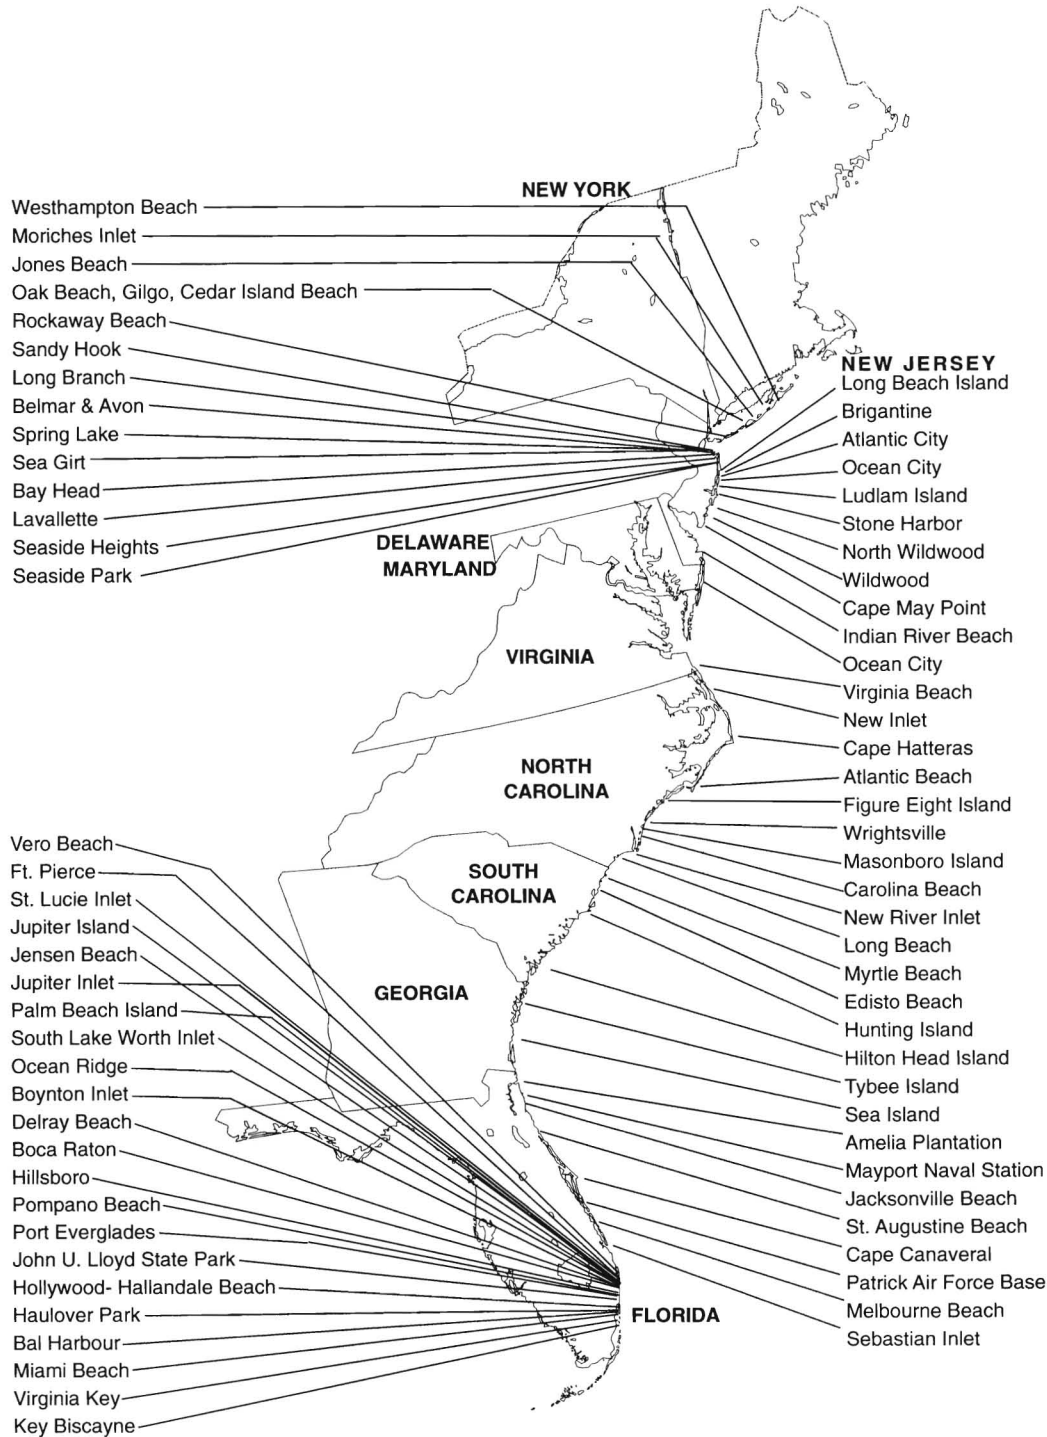 NEW YORK
Westhampton Beach
Moriches Inlet
Jones Beach
Oak Beach, Gilgo, Cedar Island Beach
Rockaway Beach
Sandy Hook
Long Branch
Belmar & Avon
Spring Lake
Sea Girt
Bay Head
Lavallette
Seaside Heights
Seaside Park
NEW JERSEY
Long Beach Island
Brigantine
Atlantic City
Ocean City
Ludlam Island
Stone Harbor
North Wildwood
Wildwood
Cape May Point
Indian River Beach
Ocean City
Virginia Beach
New Inlet
Cape Hatteras
Atlantic Beach
Figure Eight Island
Wrightsville
Masonboro Island
Carolina Beach
New River Inlet
Long Beach
Myrtle Beach
Edisto Beach
Hunting Island
Hilton Head Island
Tybee Island
Sea Island
Amelia Plantation
Mayport Naval Station
Jacksonville Beach
St. Augustine Beach
Cape Canaveral
Patrick Air Force Base
Melbourne Beach
Sebastian Inlet
DELAWARE
MARYLAND
VIRGINIA
NORTH
CAROLINA
SOUTH
CAROLINA
GEORGIA
FLORIDA
Vero Beach
Ft. Pierce
St. Lucie Inlet
Jupiter Island
Jensen Beach
Jupiter Inlet
Palm Beach Island
South Lake Worth Inlet
Ocean Ridge
Boynton Inlet
Delray Beach
Boca Raton
Hillsboro
Pompano Beach
Port Everglades
John U. Lloyd State Park
Hollywood- Hallandale Beach
Haulover Park
Bal Harbour
Miami Beach
Virginia Key
Key Biscayne